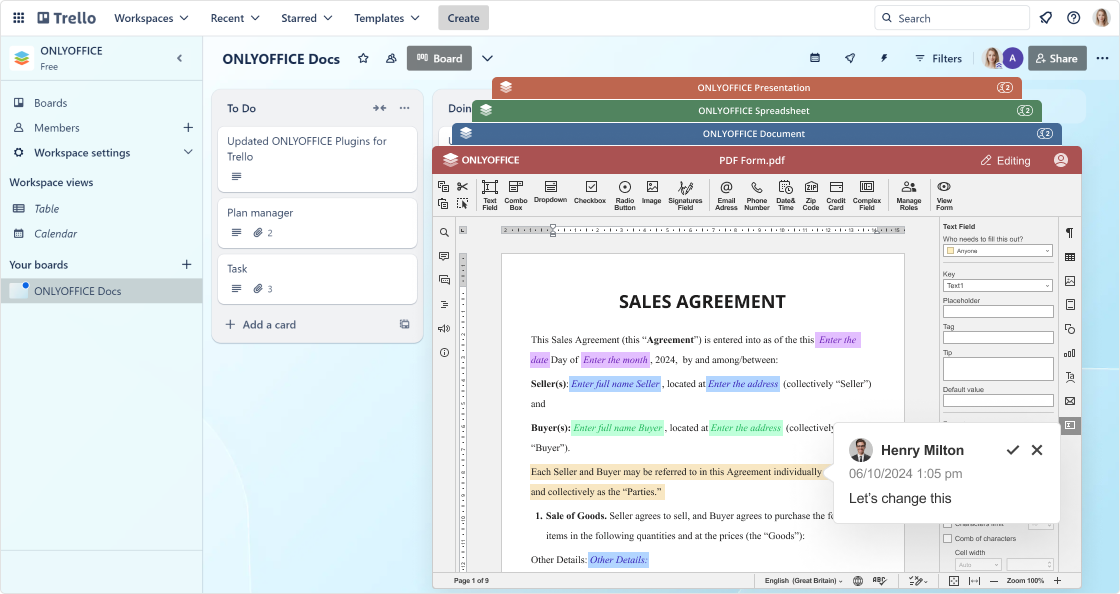 Trello
Workspaces
Recent
Starred
Templates
Create
Search
ONLYOFFICE
Free
Boards
Members
Workspace settings
Workspace views
Table
Calendar
Your boards
ONLYOFFICE Docs
ONLYOFFICE Docs
Board
Filters
A
Share
To Do
Updated ONLYOFFICE Plugins for
Trello
Plan manager
2
Task
3
Add a card
Doin
ONLYOFFICE Presentation
2
ONLYOFFICE Spreadsheet
2
ONLYOFFICE Document
2
ONLYOFFICE
PDF Form.pdf
Editing
Text
Field
Combo
Box
Dropdown
Checkbox
Radio
Button
Image
Signatures
Field
Email
Adress
Phone
Number
Date&
Time
Zip
Code
Credit
Card
Complex
Field
Manage
Roles
View
Form
SALES AGREEMENT
This Sales Agreement (this “Agreement”) is entered into as of the this Enter the
date Day of Enter the month, 2024, by and among/between:
Seller(s): Enter full name Seller, located at Enter the address (collectively “Seller”)
and
Buyer(s): Enter full name Buyer, located at Enter the address (collectively
“Buyer”).
Each Seller and Buyer may be referred to in this Agreement individually
and collectively as the “Parties.”
1. Sale of Goods. Seller agrees to sell, and Buyer agrees to purchase the fo
items in the following quantities and at the prices (the “Goods”):
Other Details: Other Details:
Text Field
Who needs to fill this out?
Anyone
Key
Text1
Placeholder
Tag
Tip
Default value
Henry Milton
06/10/2024 1:05 pm
Let’s change this
Characters limit
Comb of characters
Cell width
Auto
Page 1 of 9
English (Great Britain)
Zoom 100%